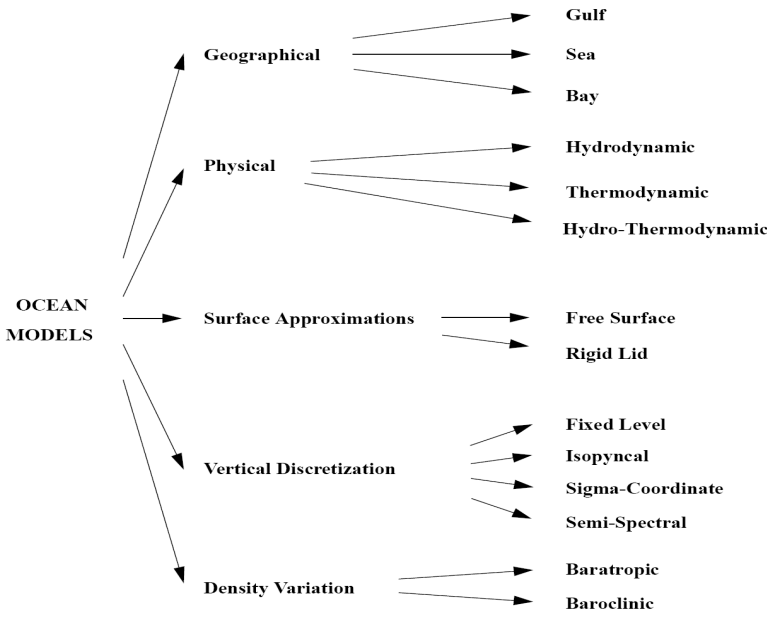 OCEAN
MODELS
Geographical
Gulf
Sea
Bay
Physical
Hydrodynamic
Thermodynamic
Hydro-Thermodynamic
Surface Approximations
Free Surface
Rigid Lid
Vertical Discretization
Fixed Level
Isopyncal
Sigma-Coordinate
Semi-Spectral
Density Variation
Baratropic
Baroclinic